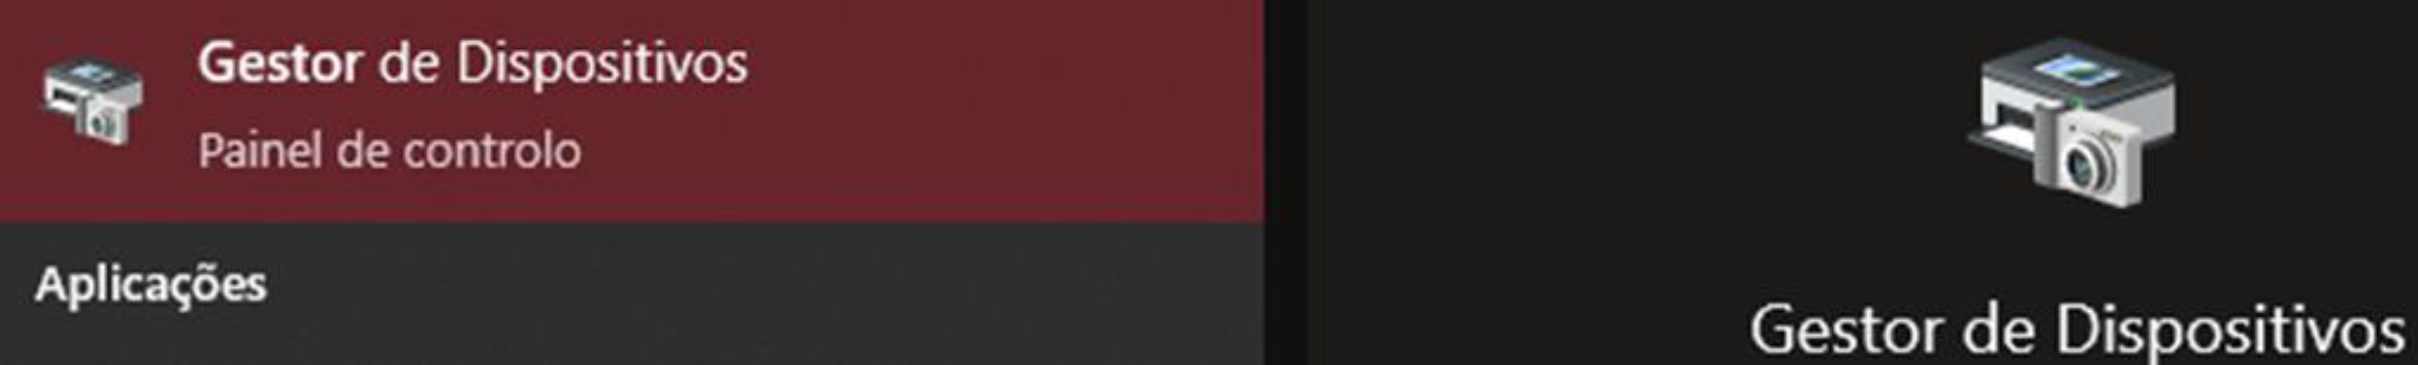 Gestor de Dispositivos
Painel de controlo
Aplicações
Gestor de Dispositivos